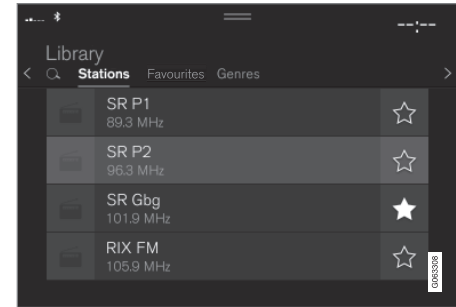 --:--
Library
Stations Favourites Genres
SR P1
89.3 MHz
SR P2
96.3 MHz
SR Gbg
101.9 MHz
RIX FM
105.9 MHz
G063308